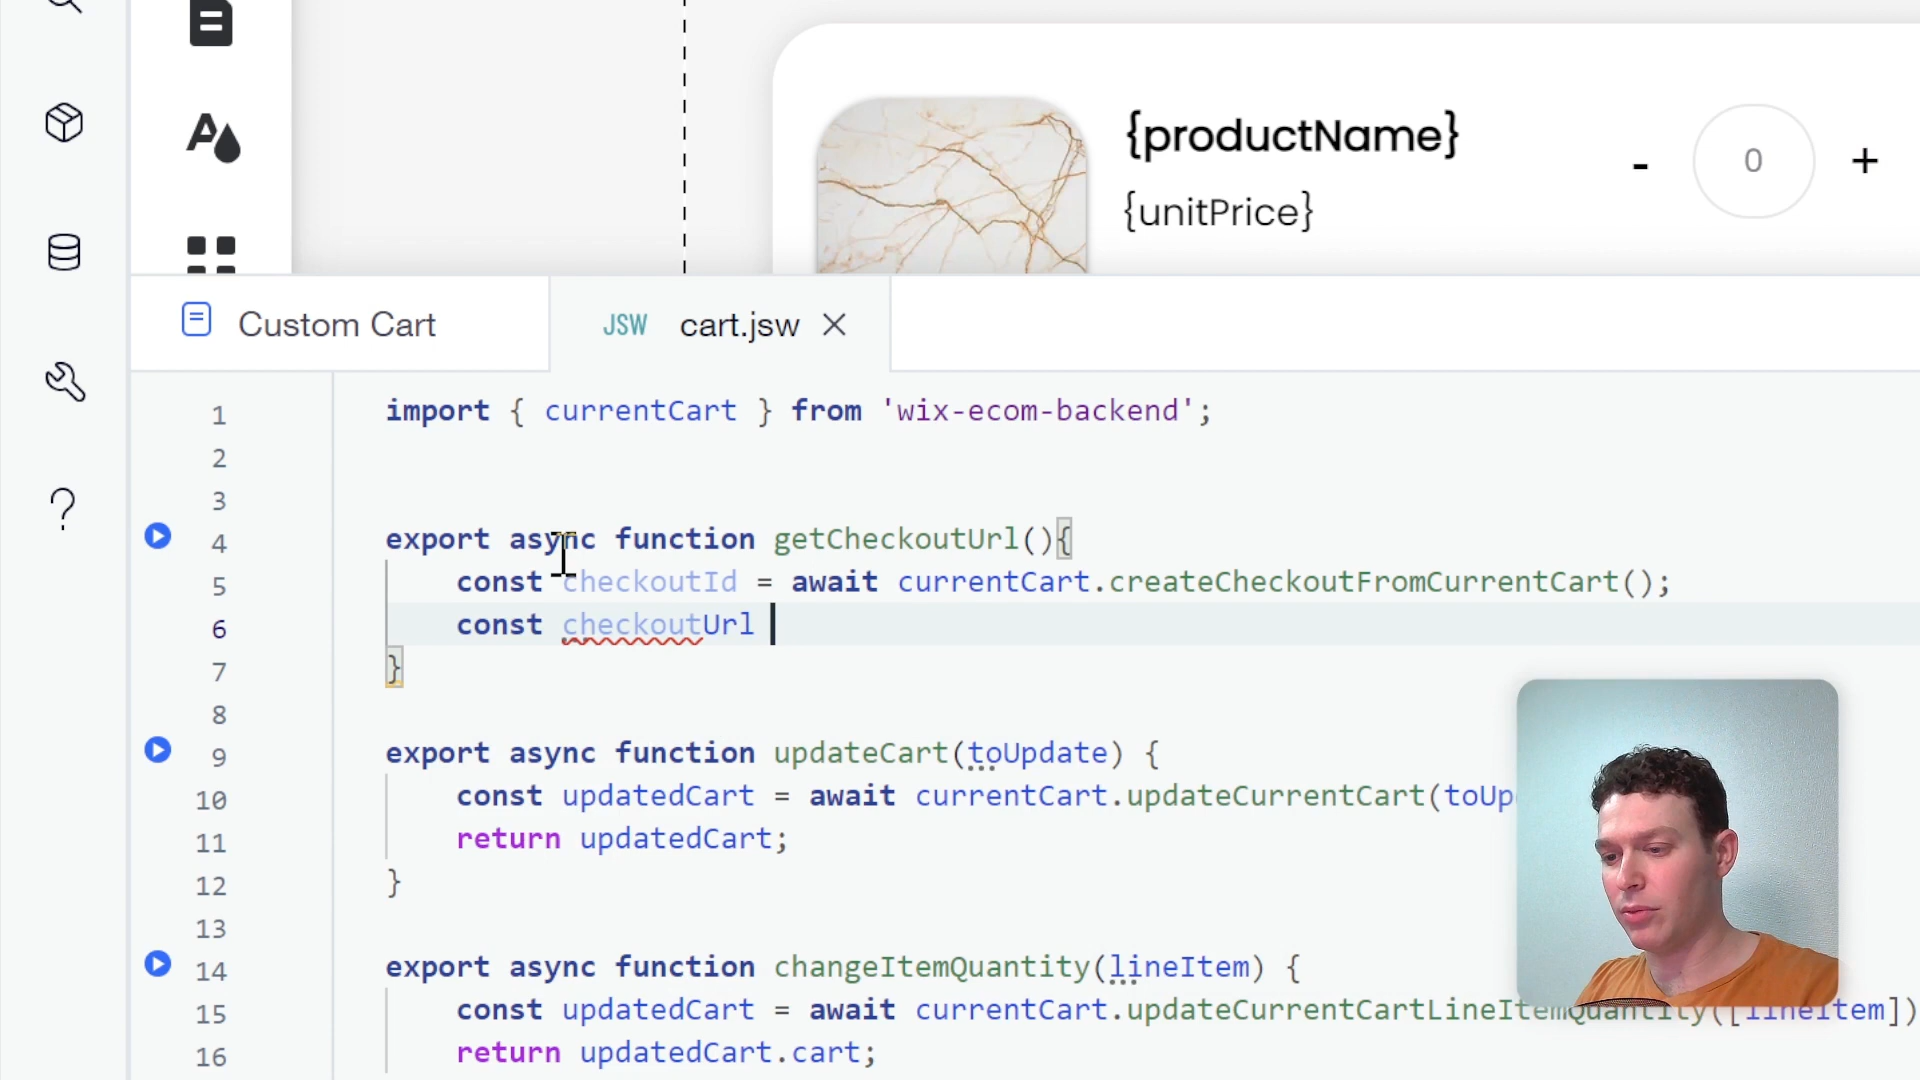 {productName}
- 0 +
{unitPrice}
Custom Cart
JSW cart.jsw
1 import { currentCart } from 'wix-ecom-backend';
2
3
4 export async function getCheckoutUrl(){
5 const checkoutId = await currentCart.createCheckoutFromCurrentCart();
6 const checkoutUrl
7 }
8
9 export async function updateCart(toUpdate) {
10 const updatedCart = await currentCart.updateCurrentCart(toUp
11 return updatedCart;
12 }
13
14 export async function changeItemQuantity(lineItem) {
15 const updatedCart = await currentCart.updateCurrentCartLineItemQuantity([lineItem])
16 return updatedCart.cart;